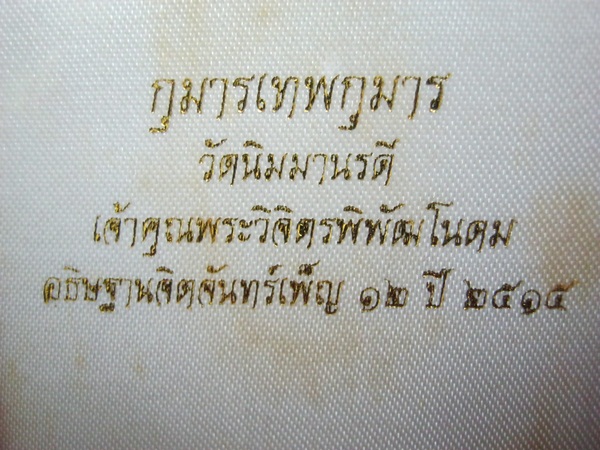 กุมารเทพกุมาร
วัดนิมมานรดี
เจ้าคุณพระวิจิตรพิพัฒโนดม
อธิษฐานจิตจันทร์เพ็ญ ๑๒ ปี ๒๕๑๕